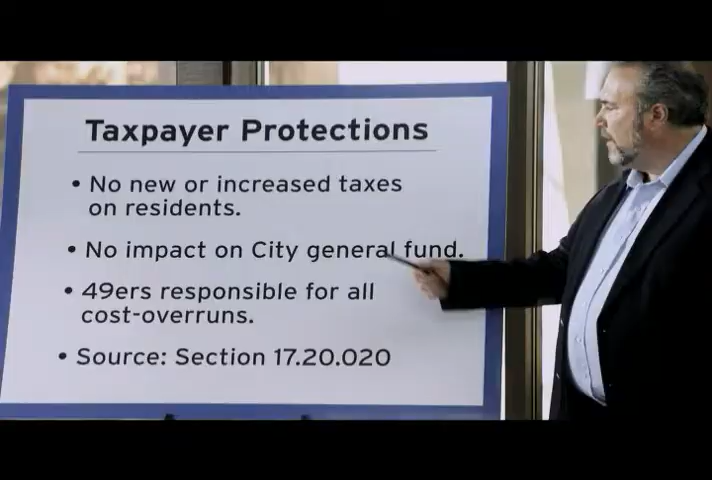 Taxpayer Protections
• No new or increased taxes
on residents.
• No impact on City general fund.
• 49ers responsible for all
cost-overruns.
• Source: Section 17.20.020